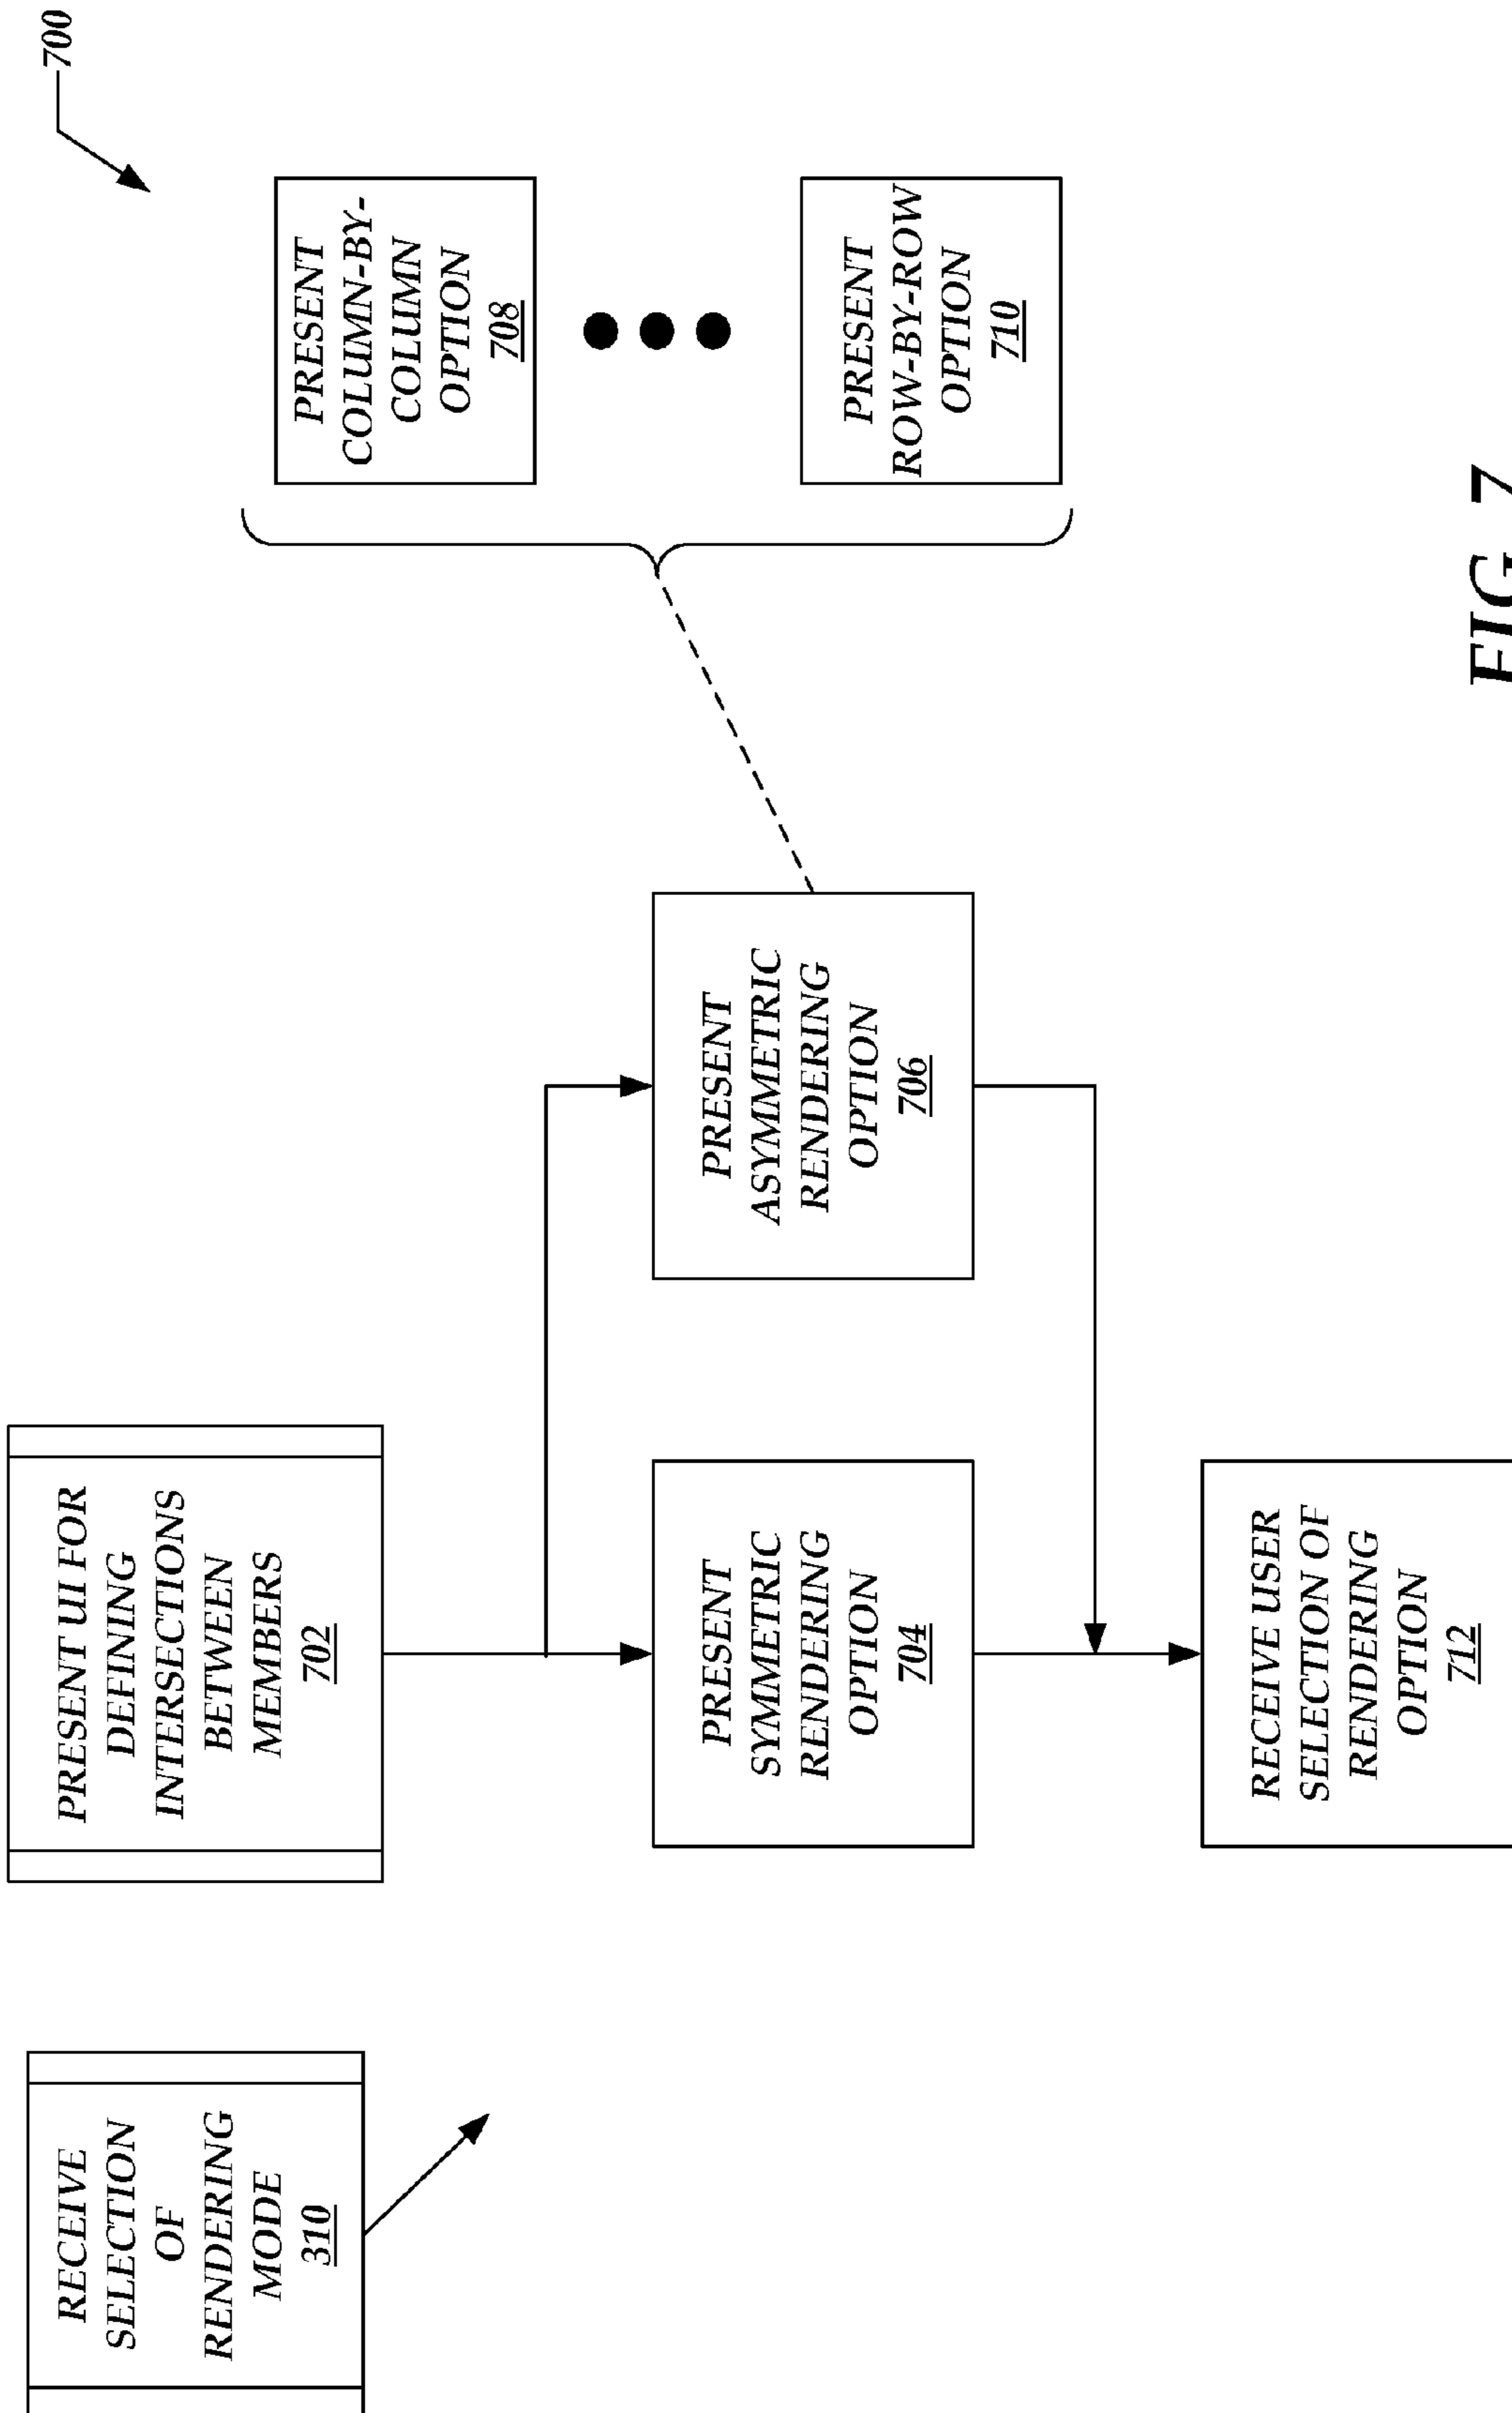 700
RECEIVE
SELECTION
OF
RENDERING
MODE
310
PRESENT UI FOR
DEFINING
INTERSECTIONS
BETWEEN
MEMBERS
702
PRESENT
SYMMETRIC
RENDERING
OPTION
704
PRESENT
ASYMMETRIC
RENDERING
OPTION
706
PRESENT
COLUMN-BY-
COLUMN
OPTION
708
PRESENT
ROW-BY-ROW
OPTION
710
RECEIVE USER
SELECTION OF
RENDERING
OPTION
712
FIG. 7